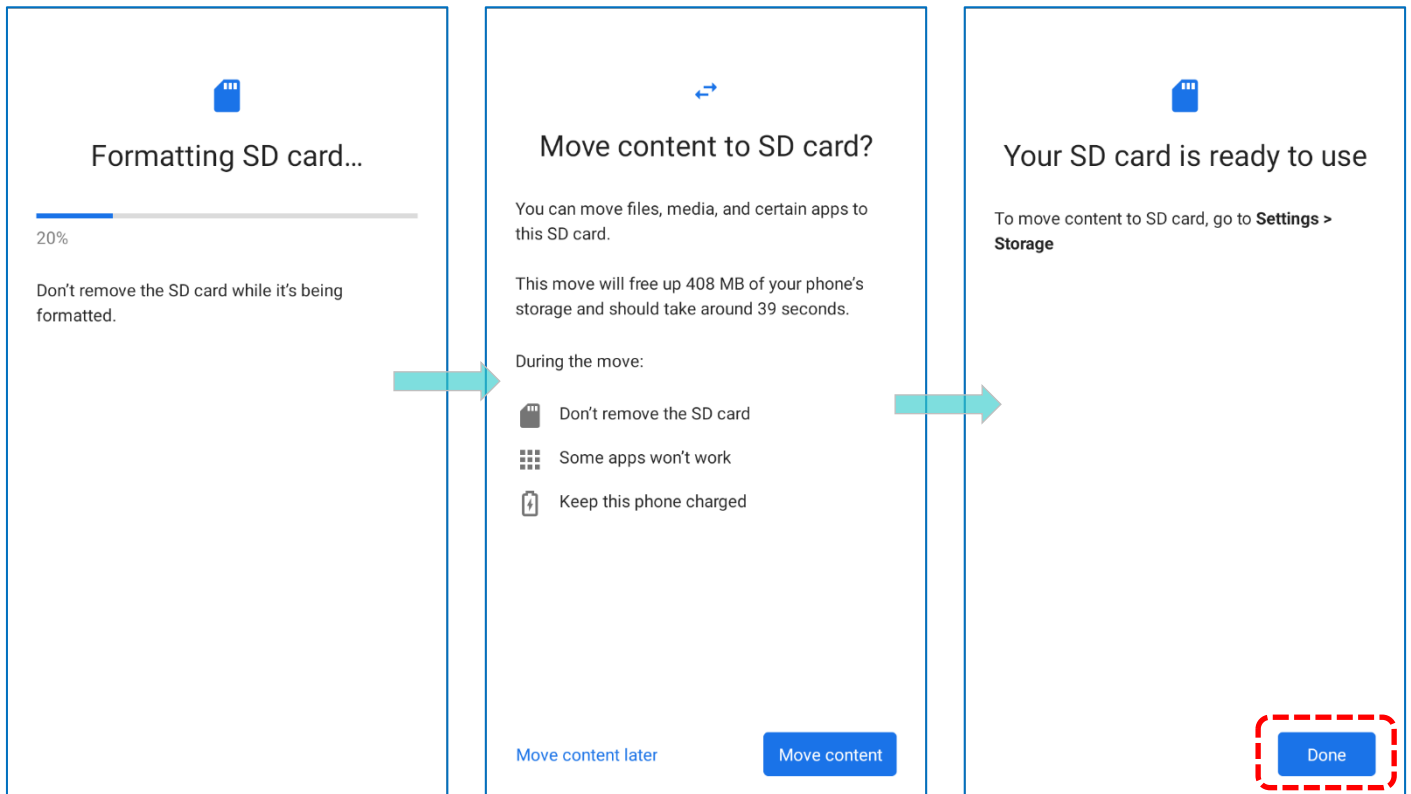 Formatting SD card...
20%
Don't remove the SD card while it's being
formatted.
Move content to SD card?
You can move files, media, and certain apps to
this SD card.
This move will free up 408 MB of your phone's
storage and should take around 39 seconds.
During the move:
Don't remove the SD card
Some apps won't work
Keep this phone charged
Move content later
Move content
Your SD card is ready to use
To move content to SD card, go to Settings >
Storage
Done